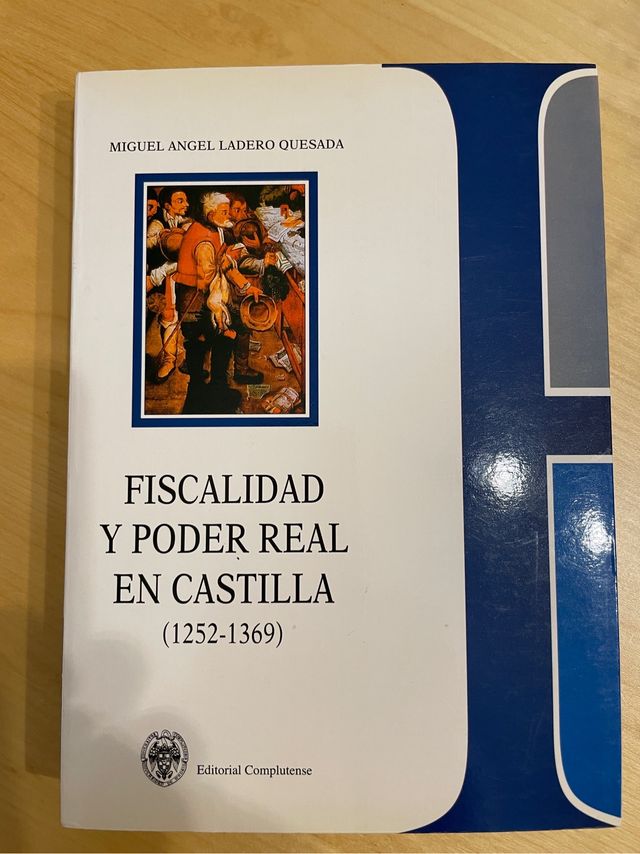 MIGUEL ANGEL LADERO QUESADA
FISCALIDAD
Y PODER REAL
EN CASTILLA
(1252-1369)
Editorial Complutense